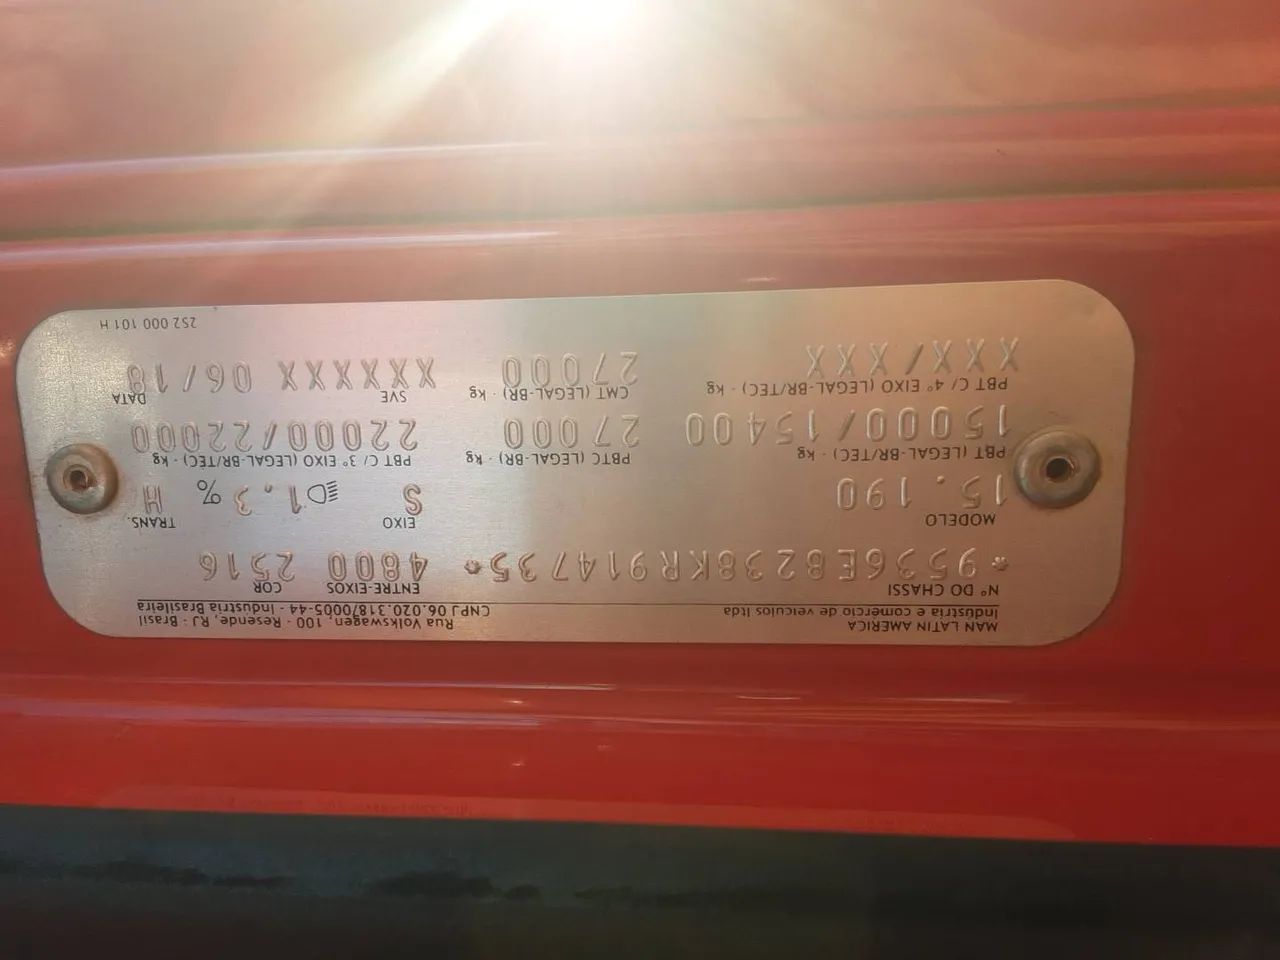 MAN LATIN AMERICA
Indústria e comercio de veiculos ltda
Rua Volkswagen, 100 - Resende, RJ - Brasil
CNPJ 06.020.318/0005-44 - Indústria Brasileira
Nº DO CHASSI ENTRE-EIXOS COR
*9536E8238KR914735* 4800 2516
MODELO EIXO TRANS.
15.190 S 1.3 % H
PBT (LEGAL-BR/TEC) - kg PBTC (LEGAL-BR) - kg PBT C/ 3º EIXO (LEGAL-BR/TEC) - kg
15000/15400 27000 22000/22000
PBT C/ 4º EIXO (LEGAL-BR/TEC) - kg CMT (LEGAL-BR) - kg SVE DATA
XXX/XXX 27000 XXXXXX 06/18
2S2 000 101 H